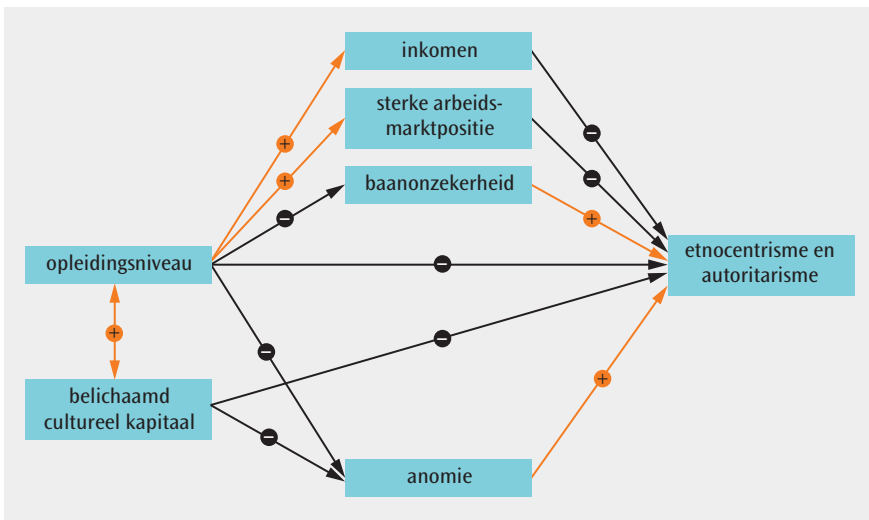 inkomen
sterke arbeids-
marktpositie
baanonzekerheid
opleidingsniveau
etnocentrisme en
autoritarisme
belichaamd
cultureel kapitaal
anomie
+
+
−
−
+
−
−
−
+
−
−
+